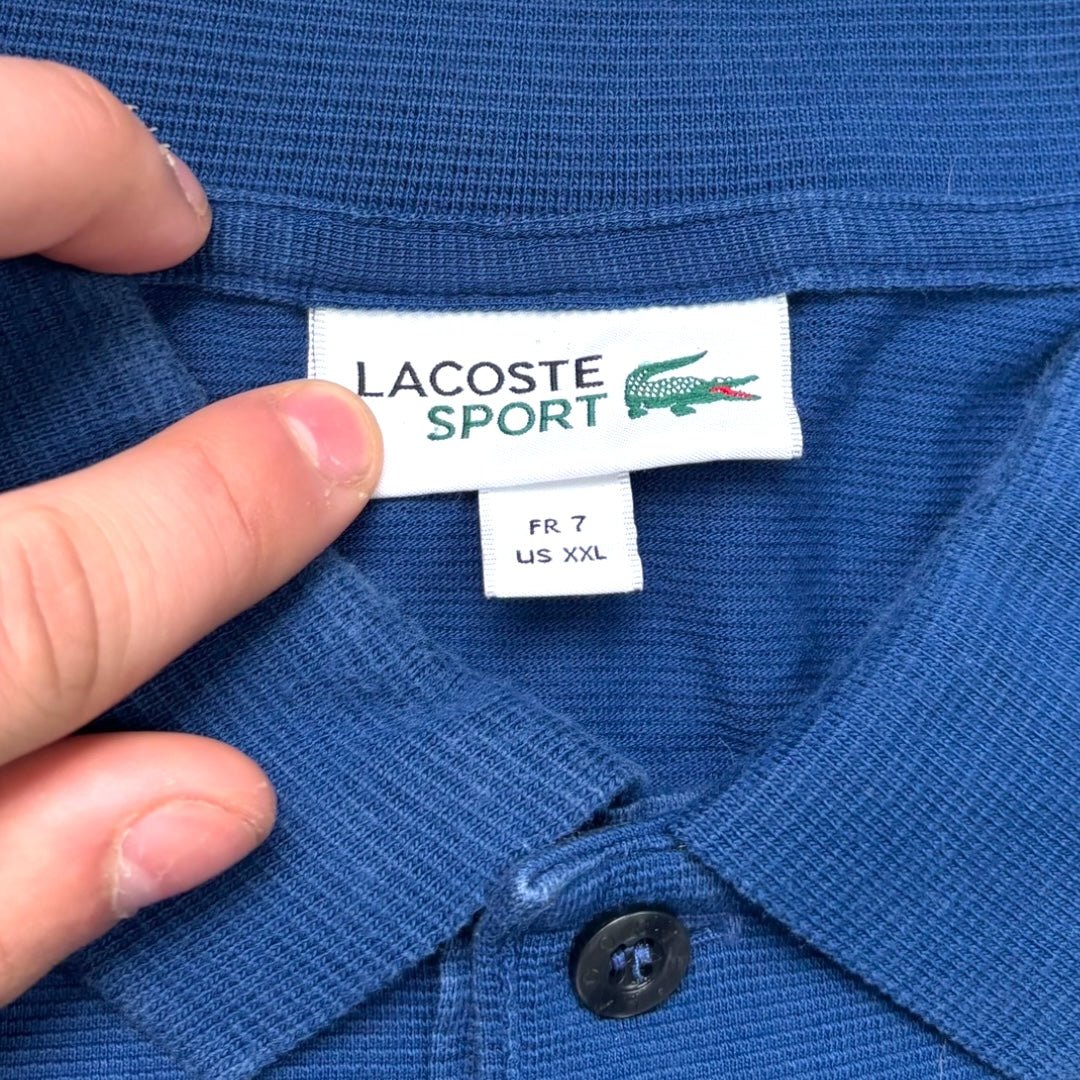 LACOSTE
SPORT
FR 7
US XXL